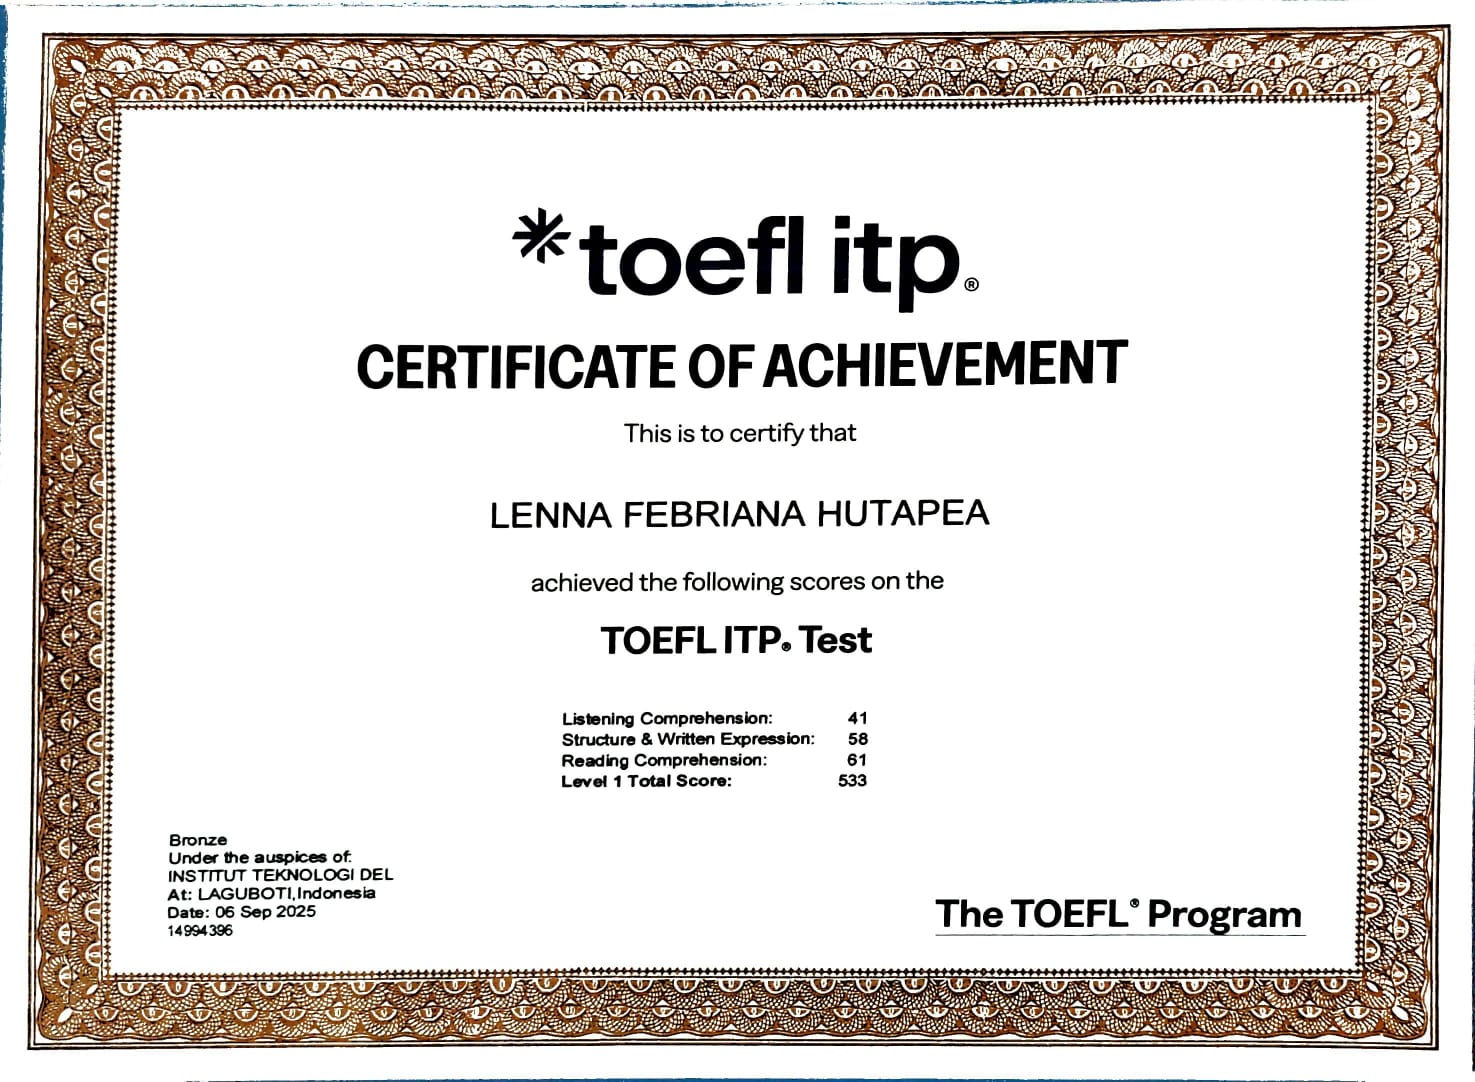 *toefl itp®
CERTIFICATE OF ACHIEVEMENT
This is to certify that
LENNA FEBRIANA HUTAPEA
achieved the following scores on the
TOEFL ITP® Test
Listening Comprehension: 41
Structure & Written Expression: 58
Reading Comprehension: 61
Level 1 Total Score: 533
Bronze
Under the auspices of:
INSTITUT TEKNOLOGI DEL
At: LAGUBOTI,Indonesia
Date: 06 Sep 2025
14994396
The TOEFL® Program